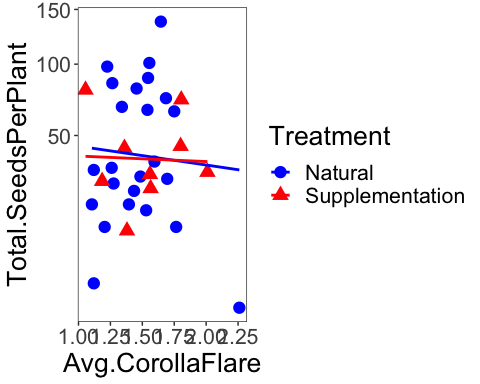 Total.SeedsPerPlant
150
100
50
1.00 1.25 1.50 1.75 2.00 2.25
Avg.CorollaFlare
Treatment
Natural
Supplementation